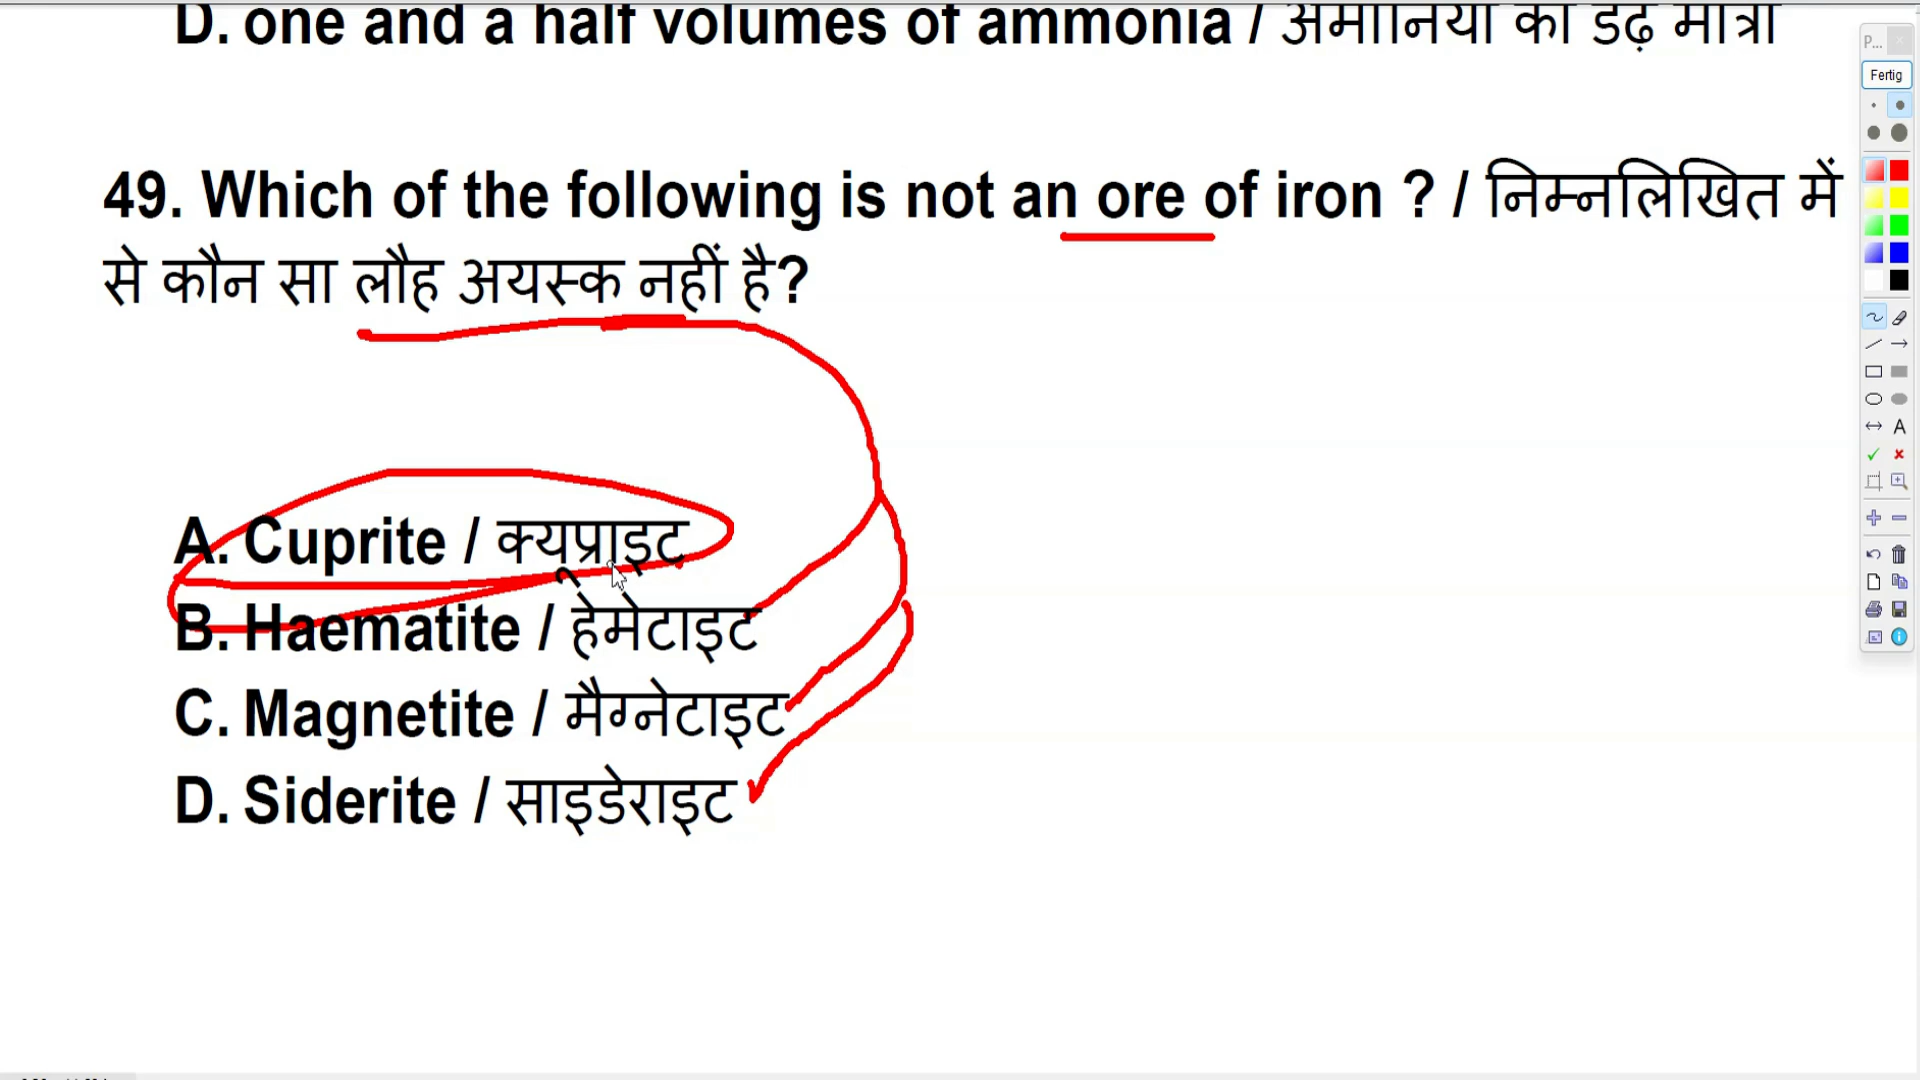 D. one and a half volumes of ammonia / अमोनिया की डेढ़ मात्रा
49. Which of the following is not an ore of iron ? / निम्नलिखित में
से कौन सा लौह अयस्क नहीं है?
A. Cuprite / क्यूप्राइट
B. Haematite / हेमेटाइट
C. Magnetite / मैग्नेटाइट
D. Siderite / साइडेराइट
P...
Fertig
A